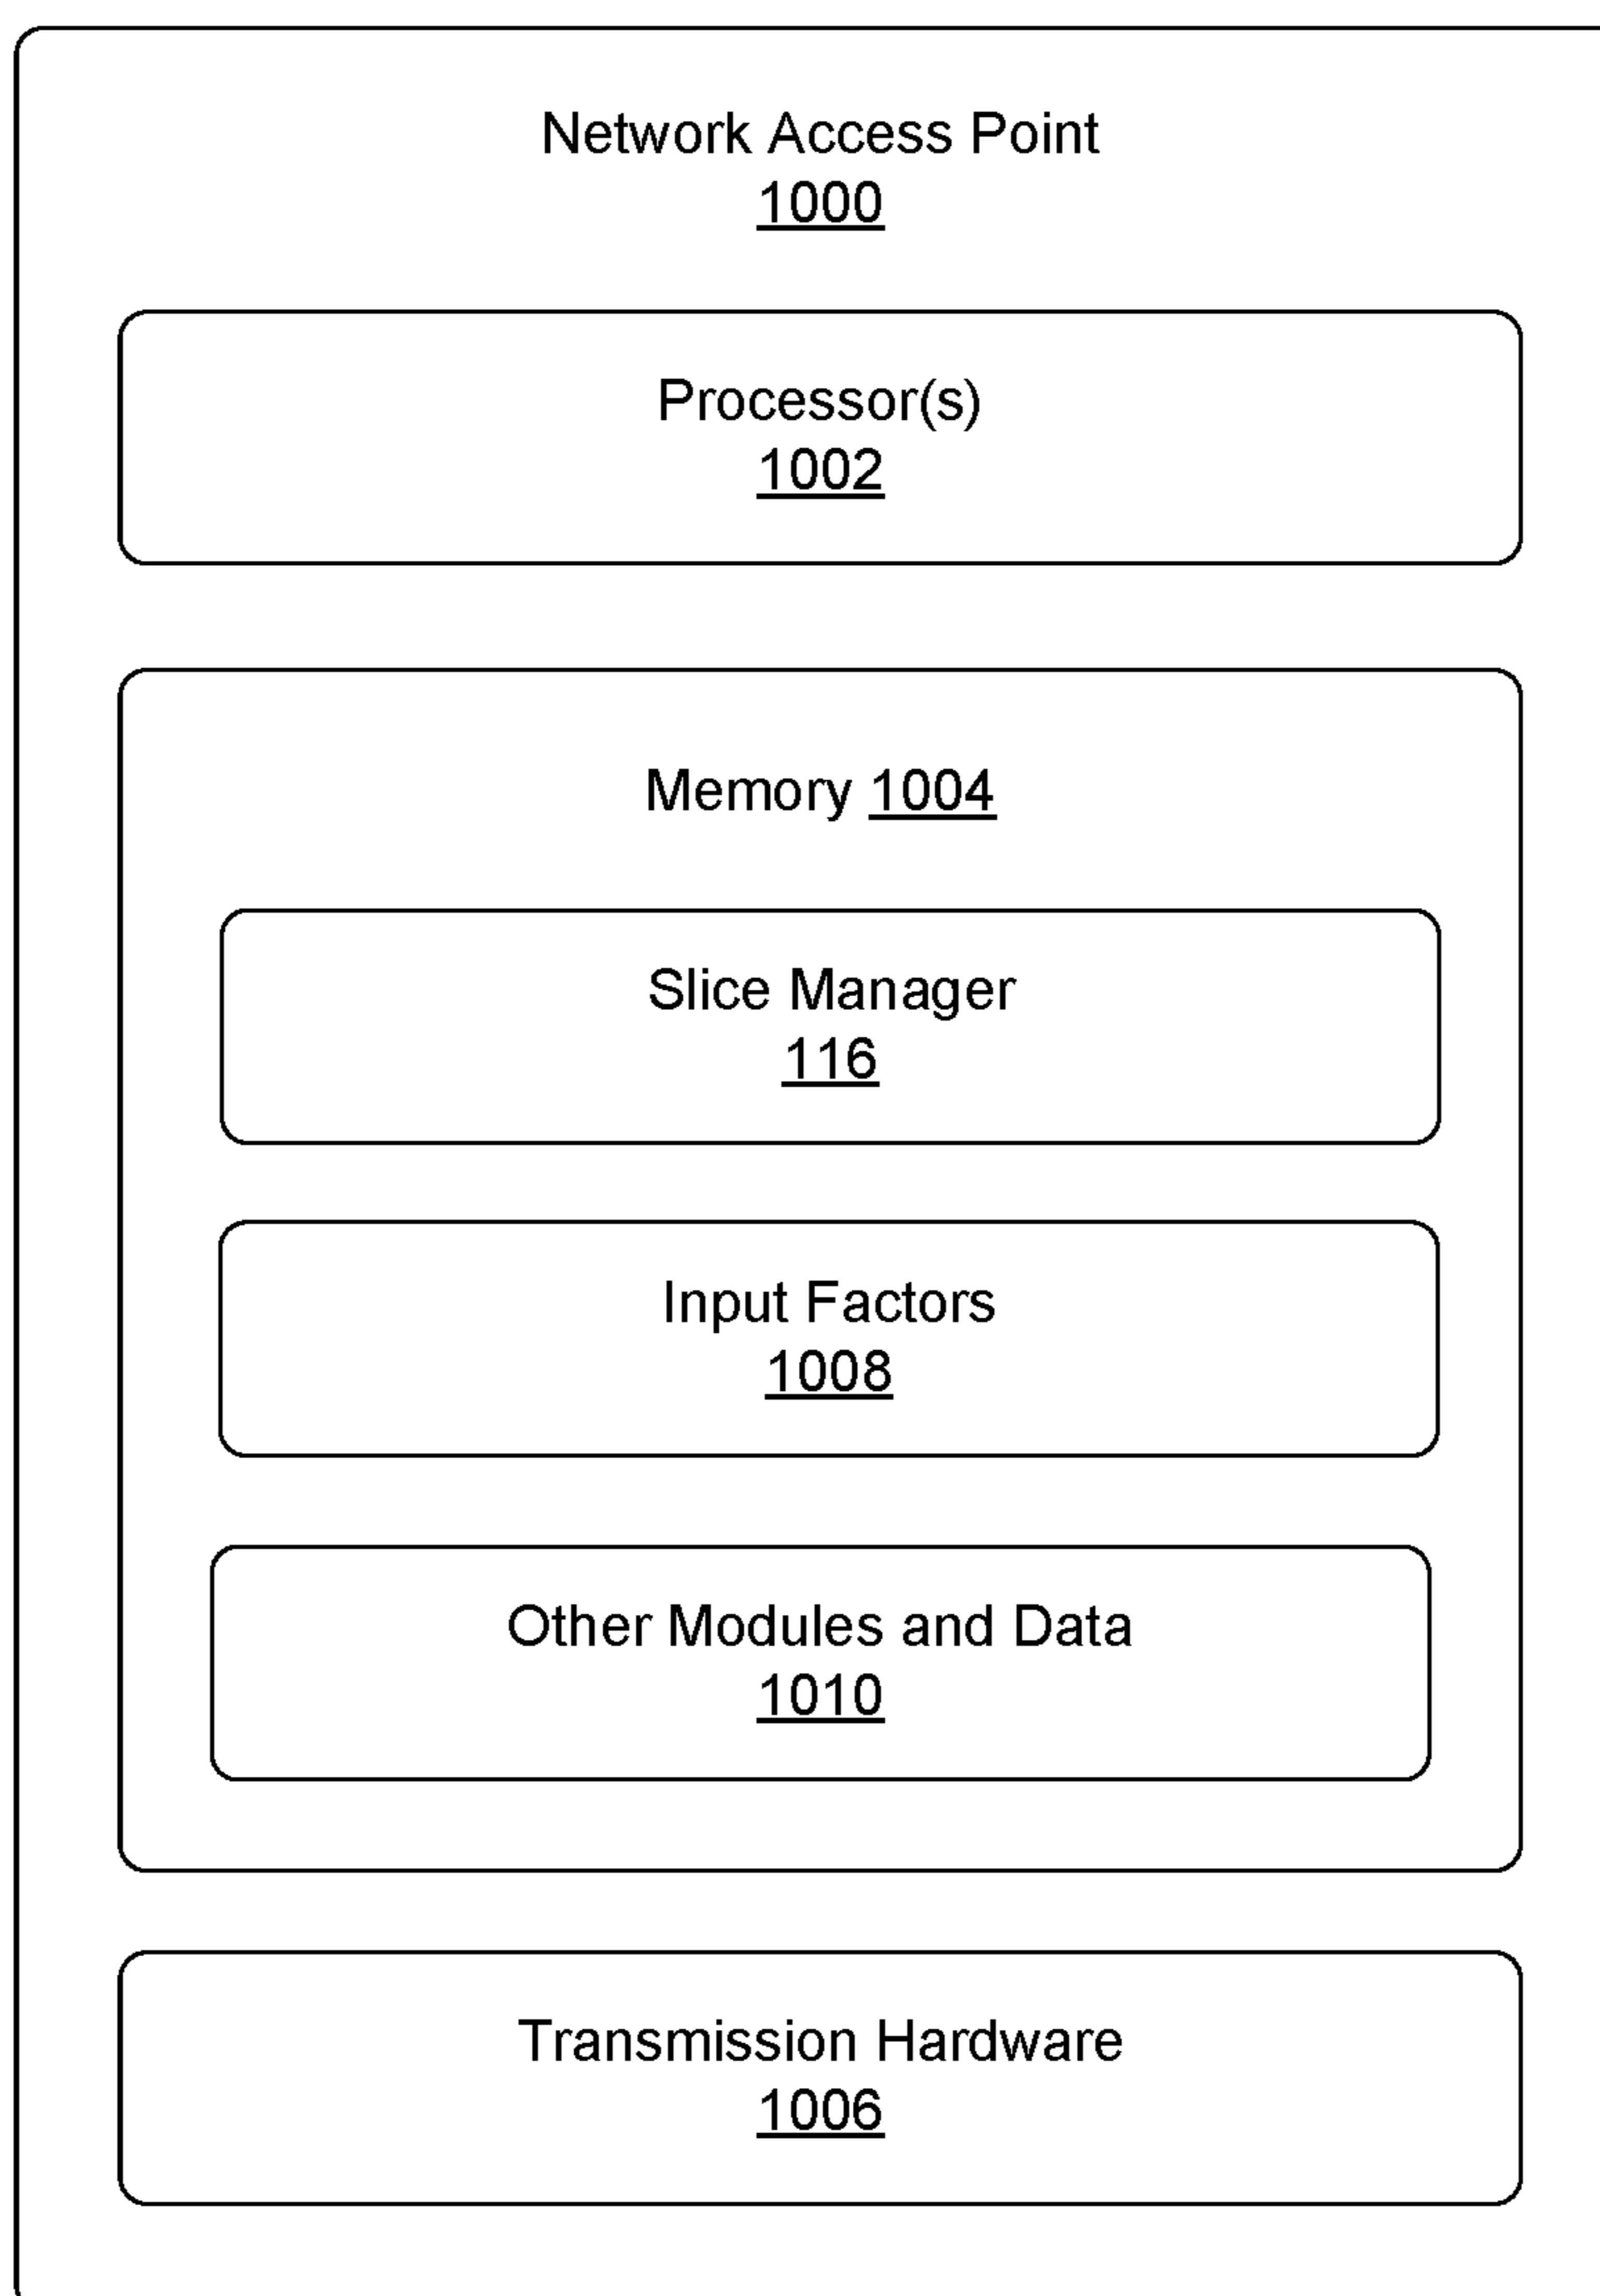 Network Access Point
1000
Processor(s)
1002
Memory 1004
Slice Manager
116
Input Factors
1008
Other Modules and Data
1010
Transmission Hardware
1006